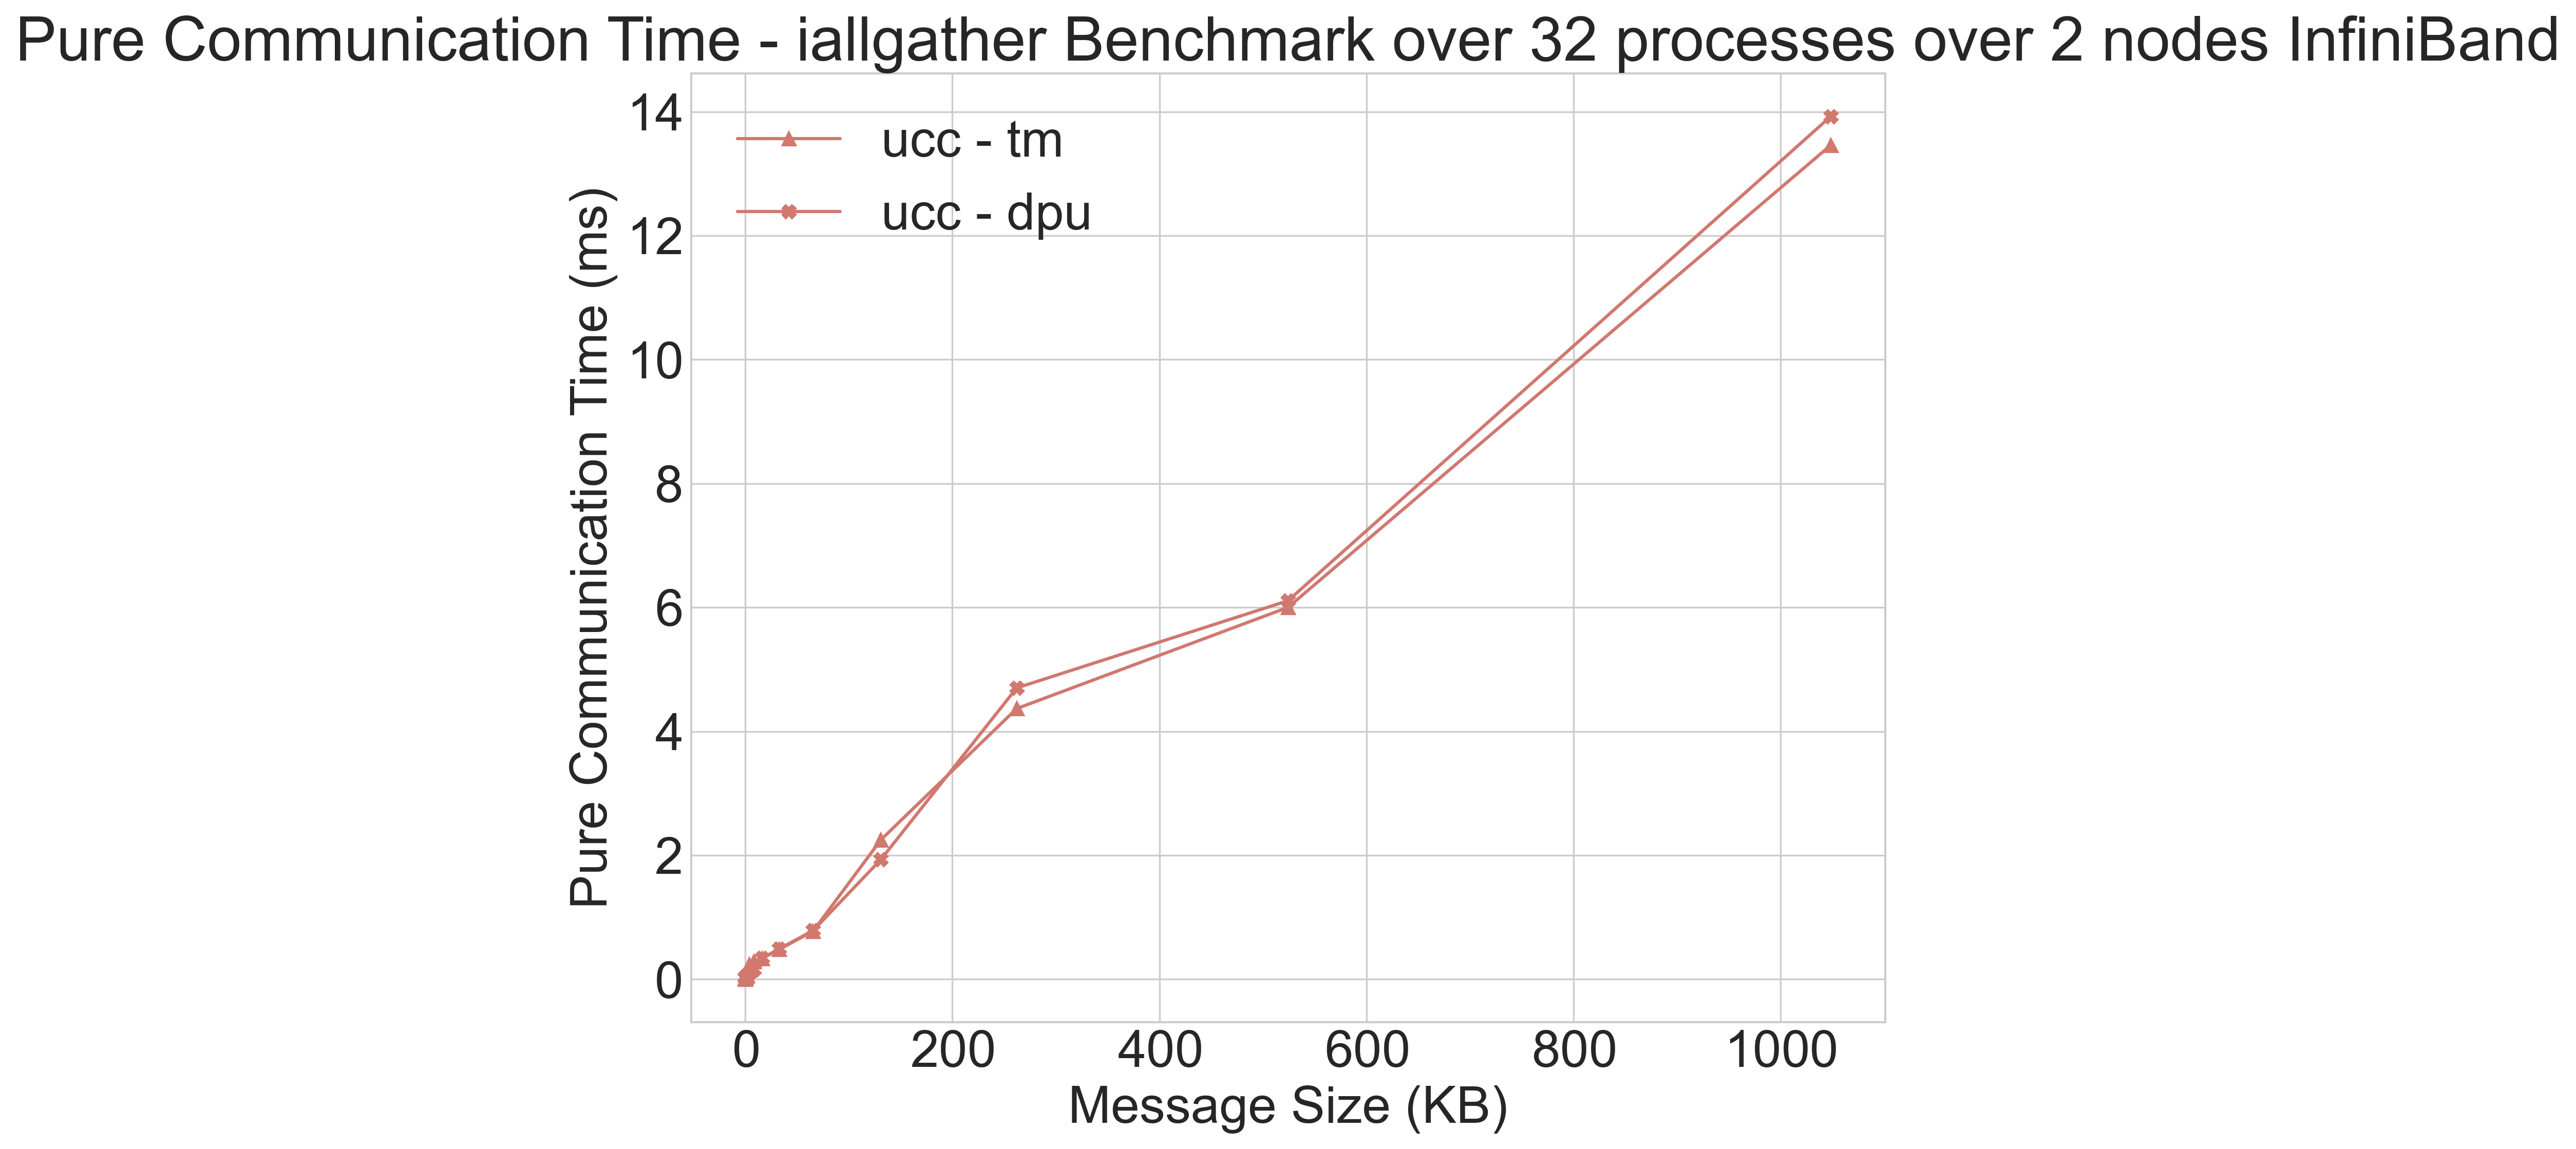 Pure Communication Time - iallgather Benchmark over 32 processes over 2 nodes InfiniBand
ucc - tm
ucc - dpu
Pure Communication Time (ms)
14
12
10
8
6
4
2
0
0 200 400 600 800 1000
Message Size (KB)